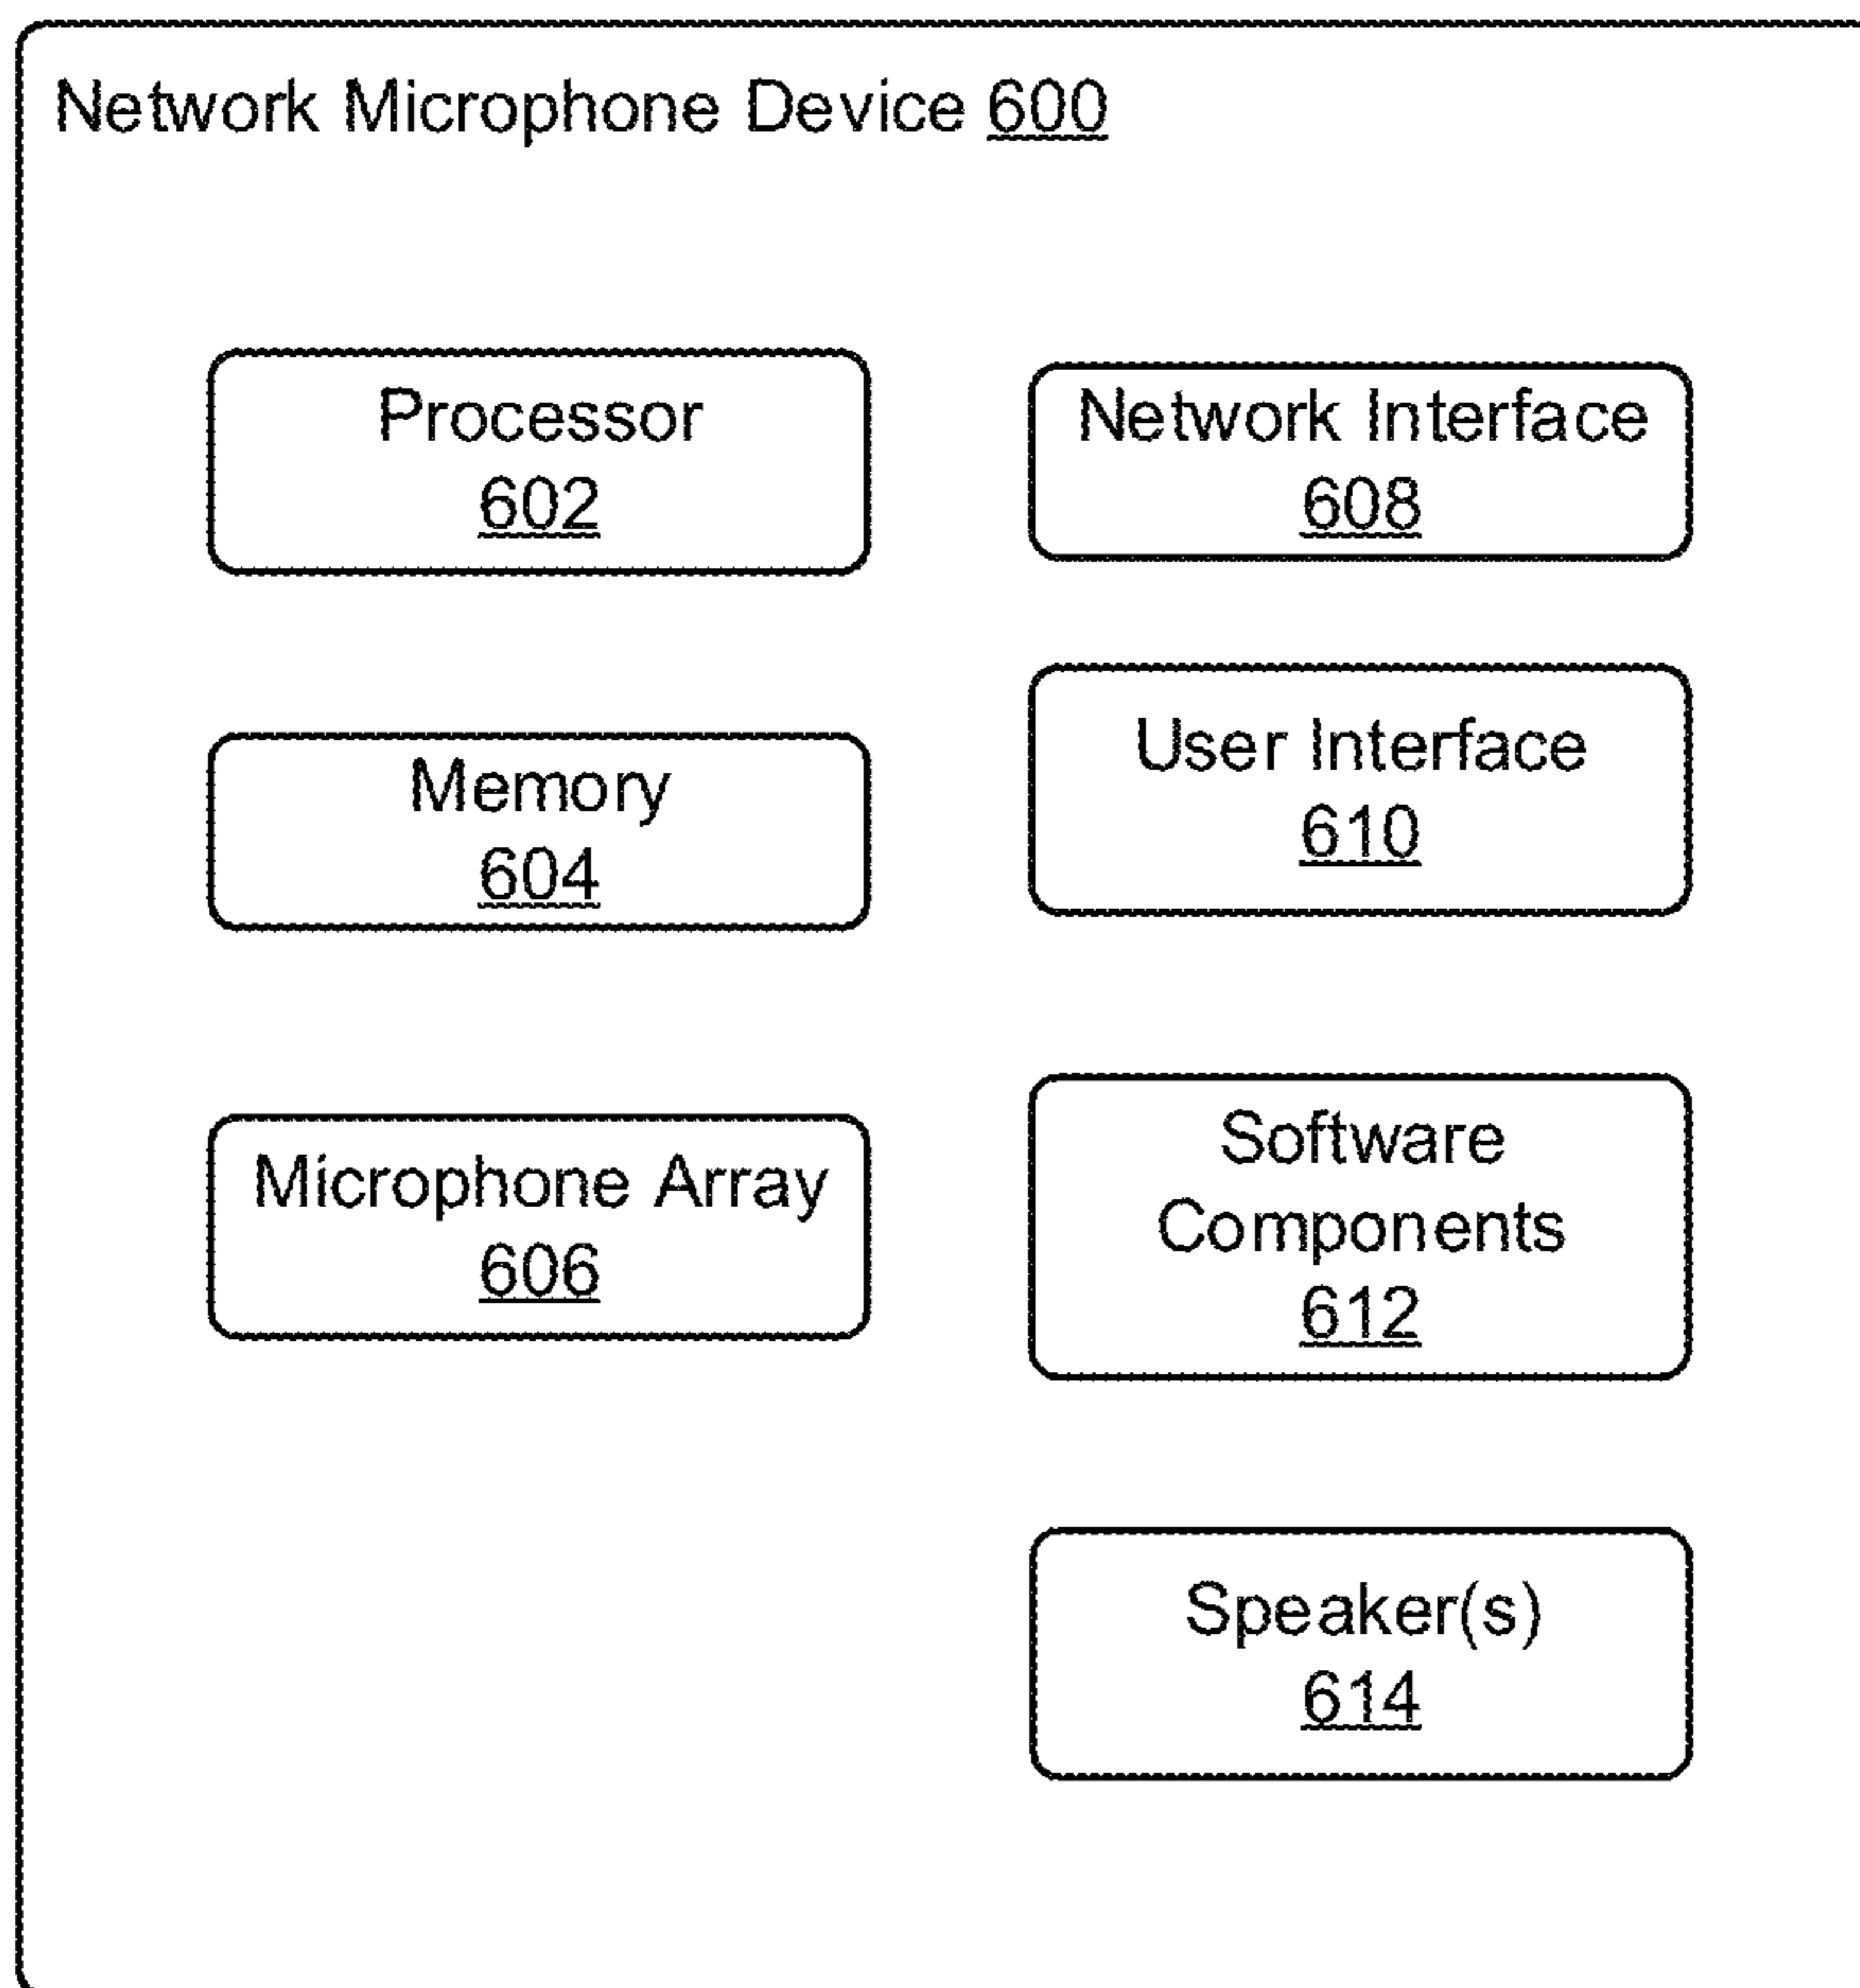 Network Microphone Device 600
Processor
602
Memory
604
Microphone Array
606
Network Interface
608
User Interface
610
Software
Components
612
Speaker(s)
614